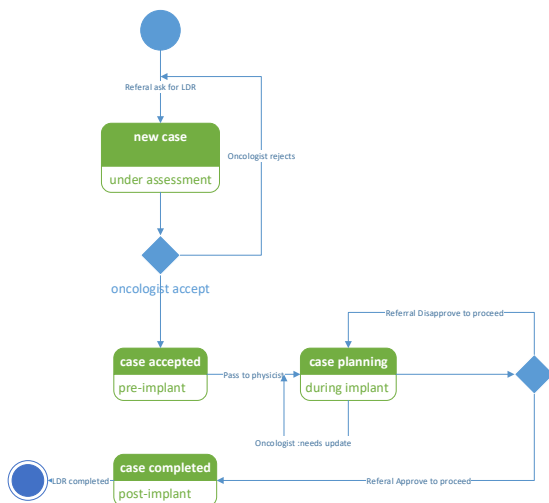 Referal ask for LDR
new case
Oncologist rejects
under assessment
oncologist accept
Referral Disapprove to proceed
case accepted
case planning
Pass to physicist
pre-implant
during implant
Oncologist :needs update
case completed
LDR completed
Referal Approve to proceed
post-implant